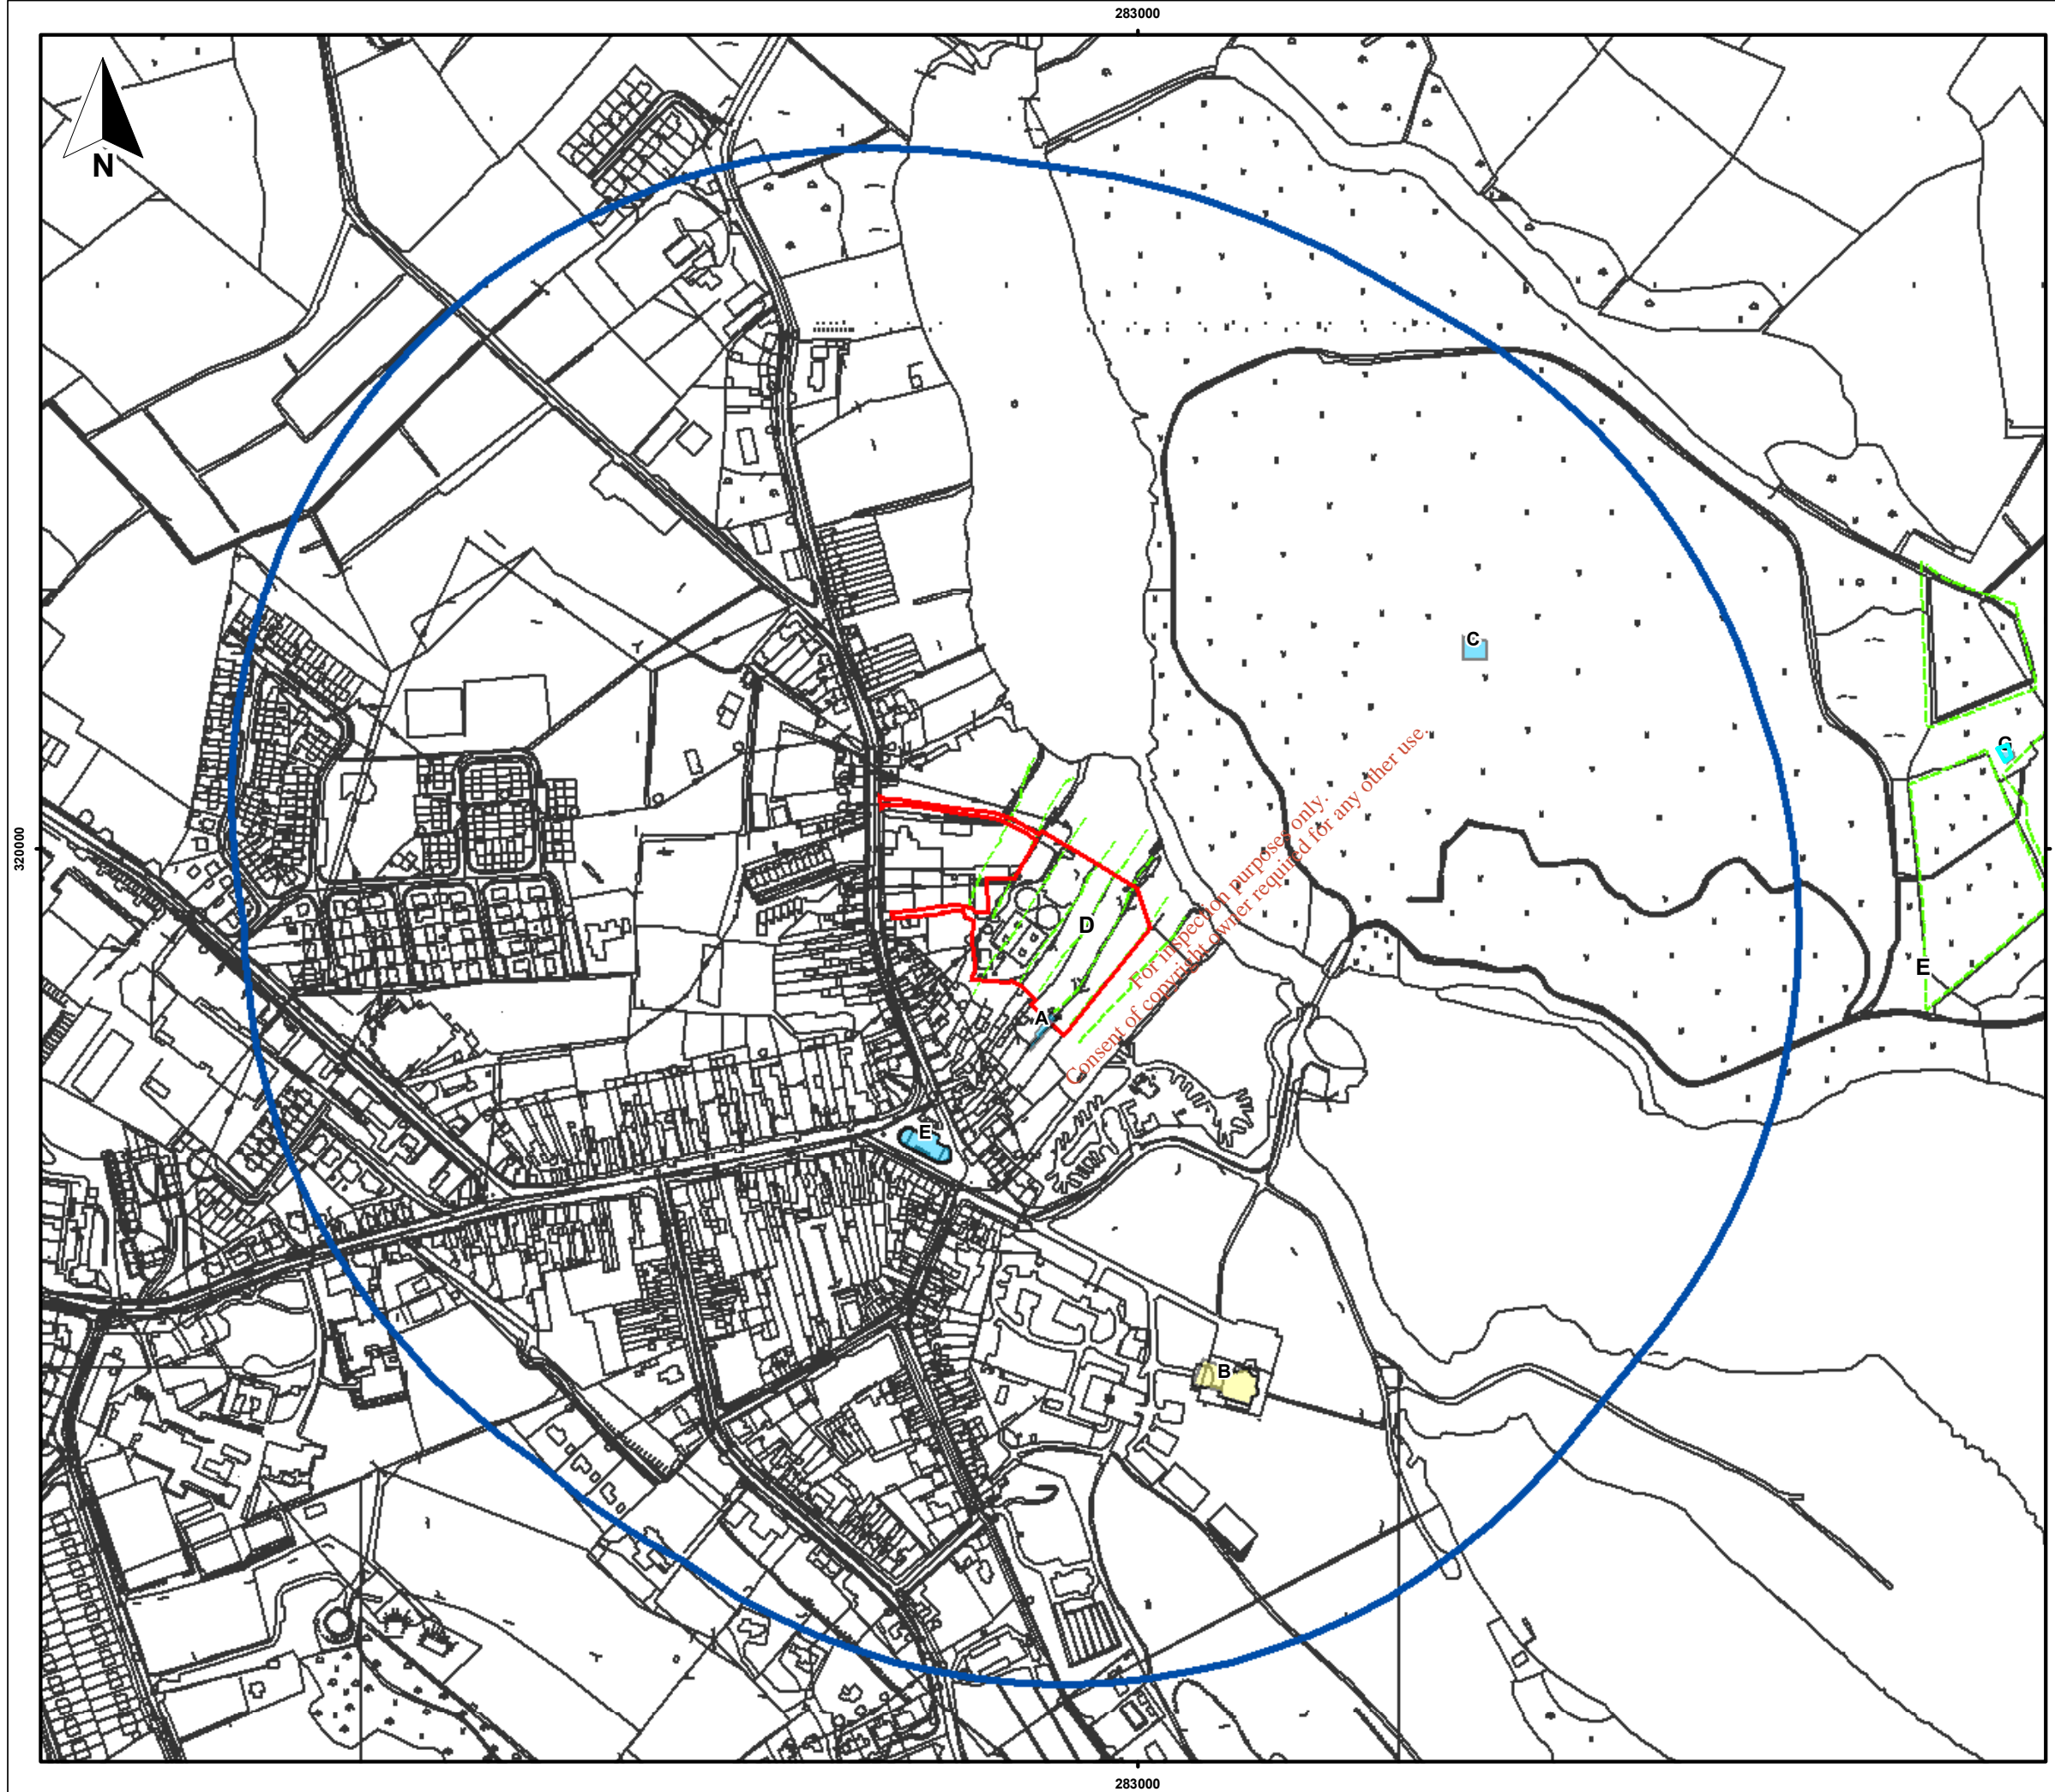 283000
N
C
G
320000
D
For inspection purposes only.
Consent of copyright owner required for any other use.
E
A
E
B
283000